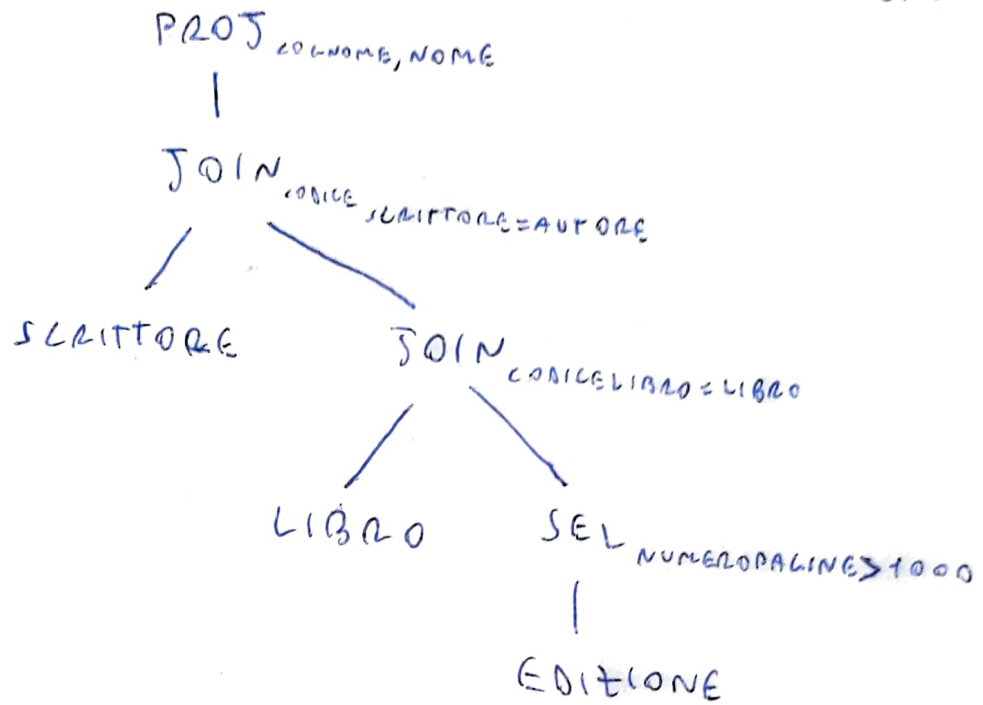 PROJ COGNOME, NOME
JOIN CODICE SCRITTORE = AUTORE
SCRITTORE
JOIN CODICELIBRO = LIBRO
LIBRO
SEL NUMEROPAGINE > 1000
EDIZIONE